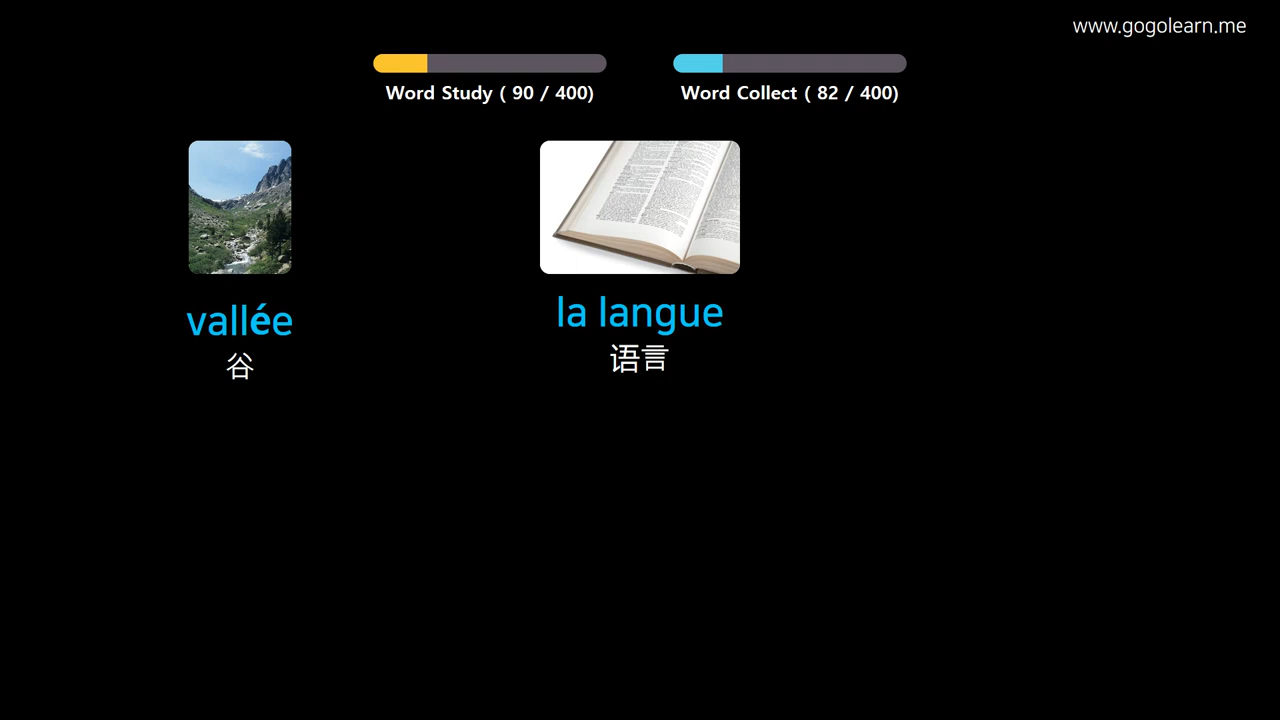 www.gogolearn.me
Word Study ( 90 / 400)
Word Collect ( 82 / 400)
vallée
谷
la langue
语言